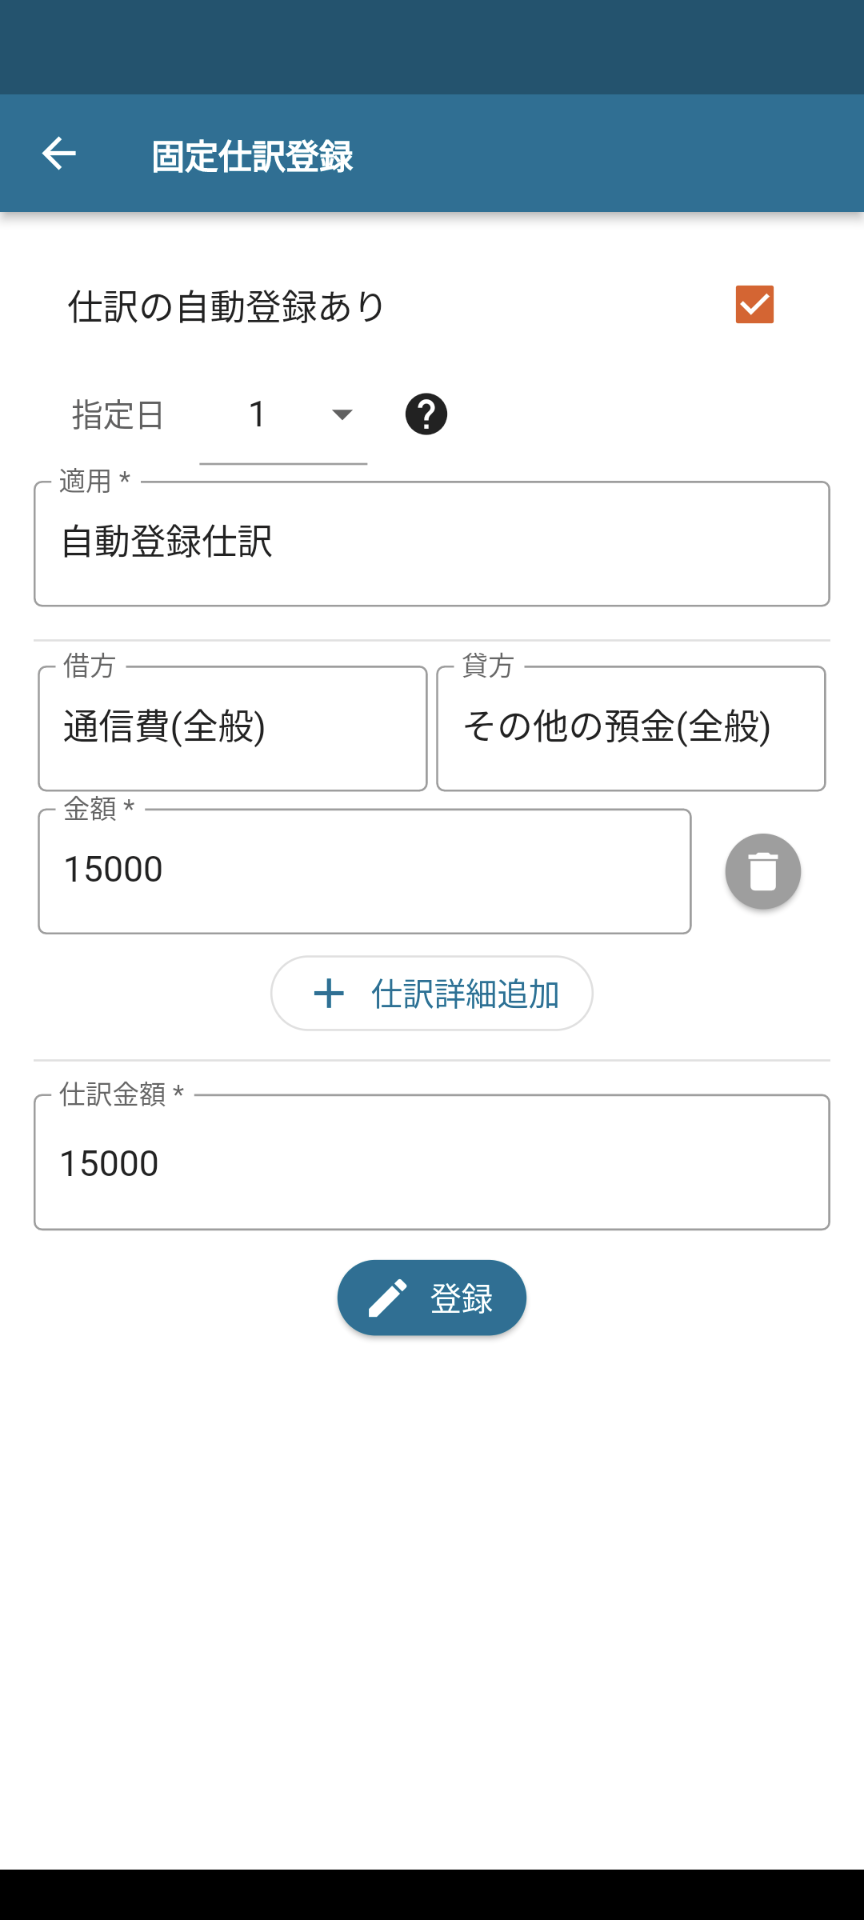 固定仕訳登録
仕訳の自動登録あり
指定日 1 ?
適用 *
自動登録仕訳
借方 貸方
通信費(全般) その他の預金(全般)
金額 *
15000
+ 仕訳詳細追加
仕訳金額 *
15000
登録